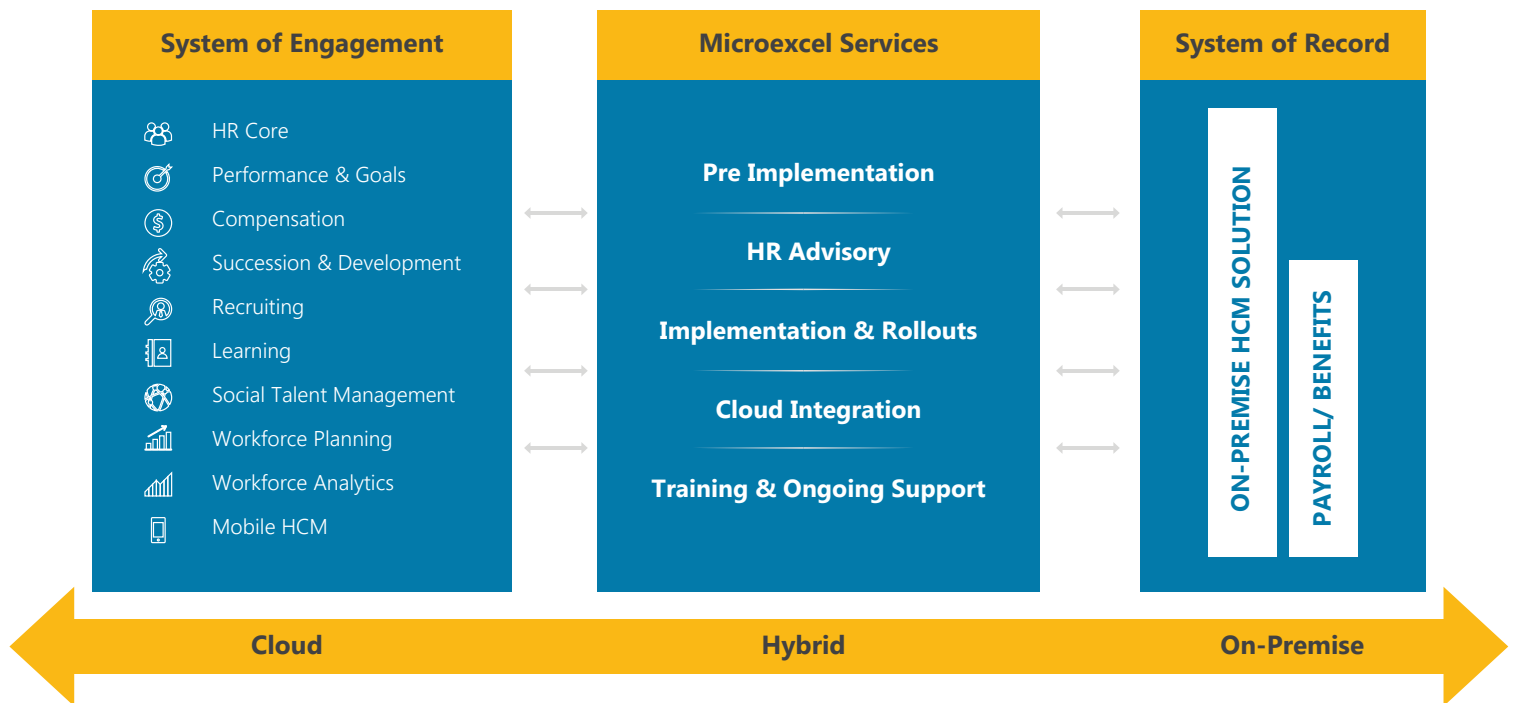 System of Engagement
HR Core
Performance & Goals
Compensation
Succession & Development
Recruiting
Learning
Social Talent Management
Workforce Planning
Workforce Analytics
Mobile HCM
Microexcel Services
Pre Implementation
HR Advisory
Implementation & Rollouts
Cloud Integration
Training & Ongoing Support
System of Record
ON-PREMISE HCM SOLUTION
PAYROLL/ BENEFITS
Cloud
Hybrid
On-Premise